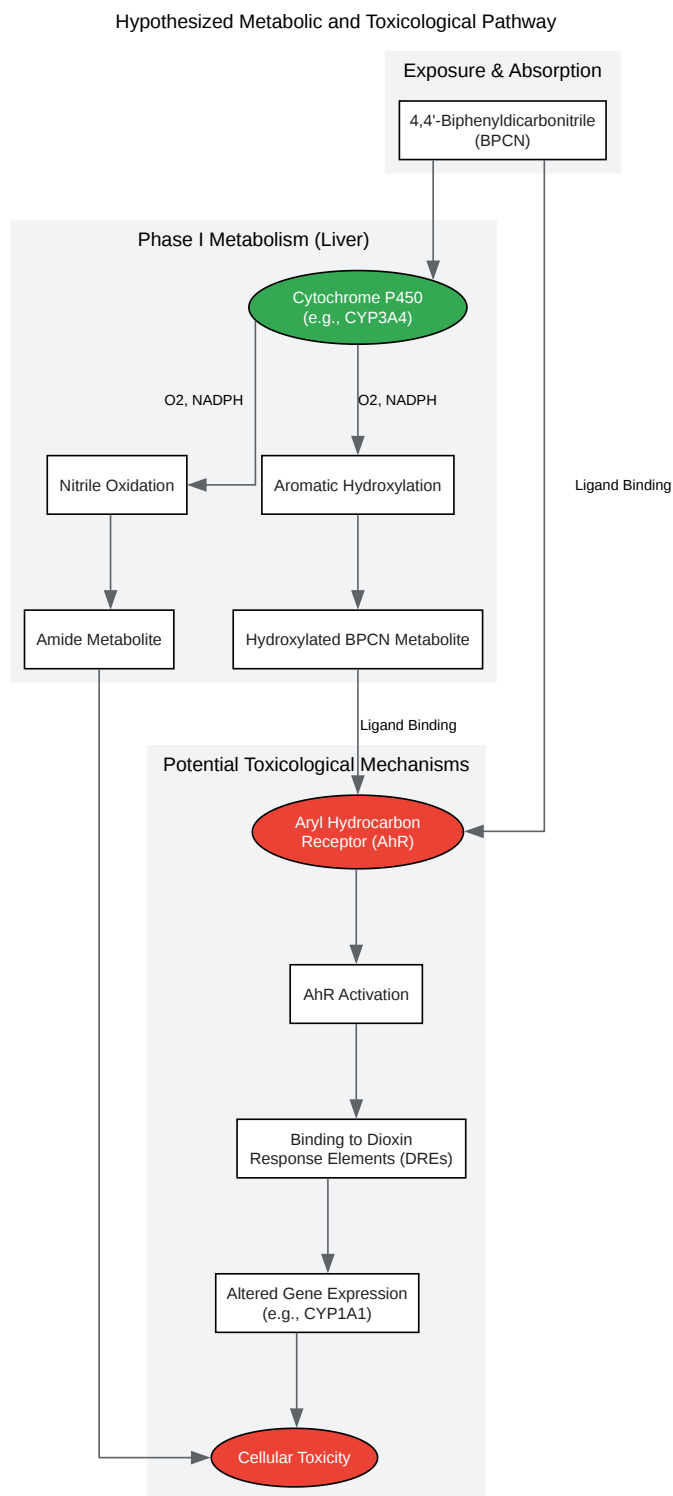 Hypothesized Metabolic and Toxicological Pathway
Exposure & Absorption
4,4'-Biphenyldicarbonitrile
(BPCN)
Phase I Metabolism (Liver)
Cytochrome P450
(e.g., CYP3A4)
O2, NADPH
O2, NADPH
Nitrile Oxidation
Aromatic Hydroxylation
Ligand Binding
Amide Metabolite
Hydroxylated BPCN Metabolite
Ligand Binding
Potential Toxicological Mechanisms
Aryl Hydrocarbon
Receptor (AhR)
AhR Activation
Binding to Dioxin
Response Elements (DREs)
Altered Gene Expression
(e.g., CYP1A1)
Cellular Toxicity